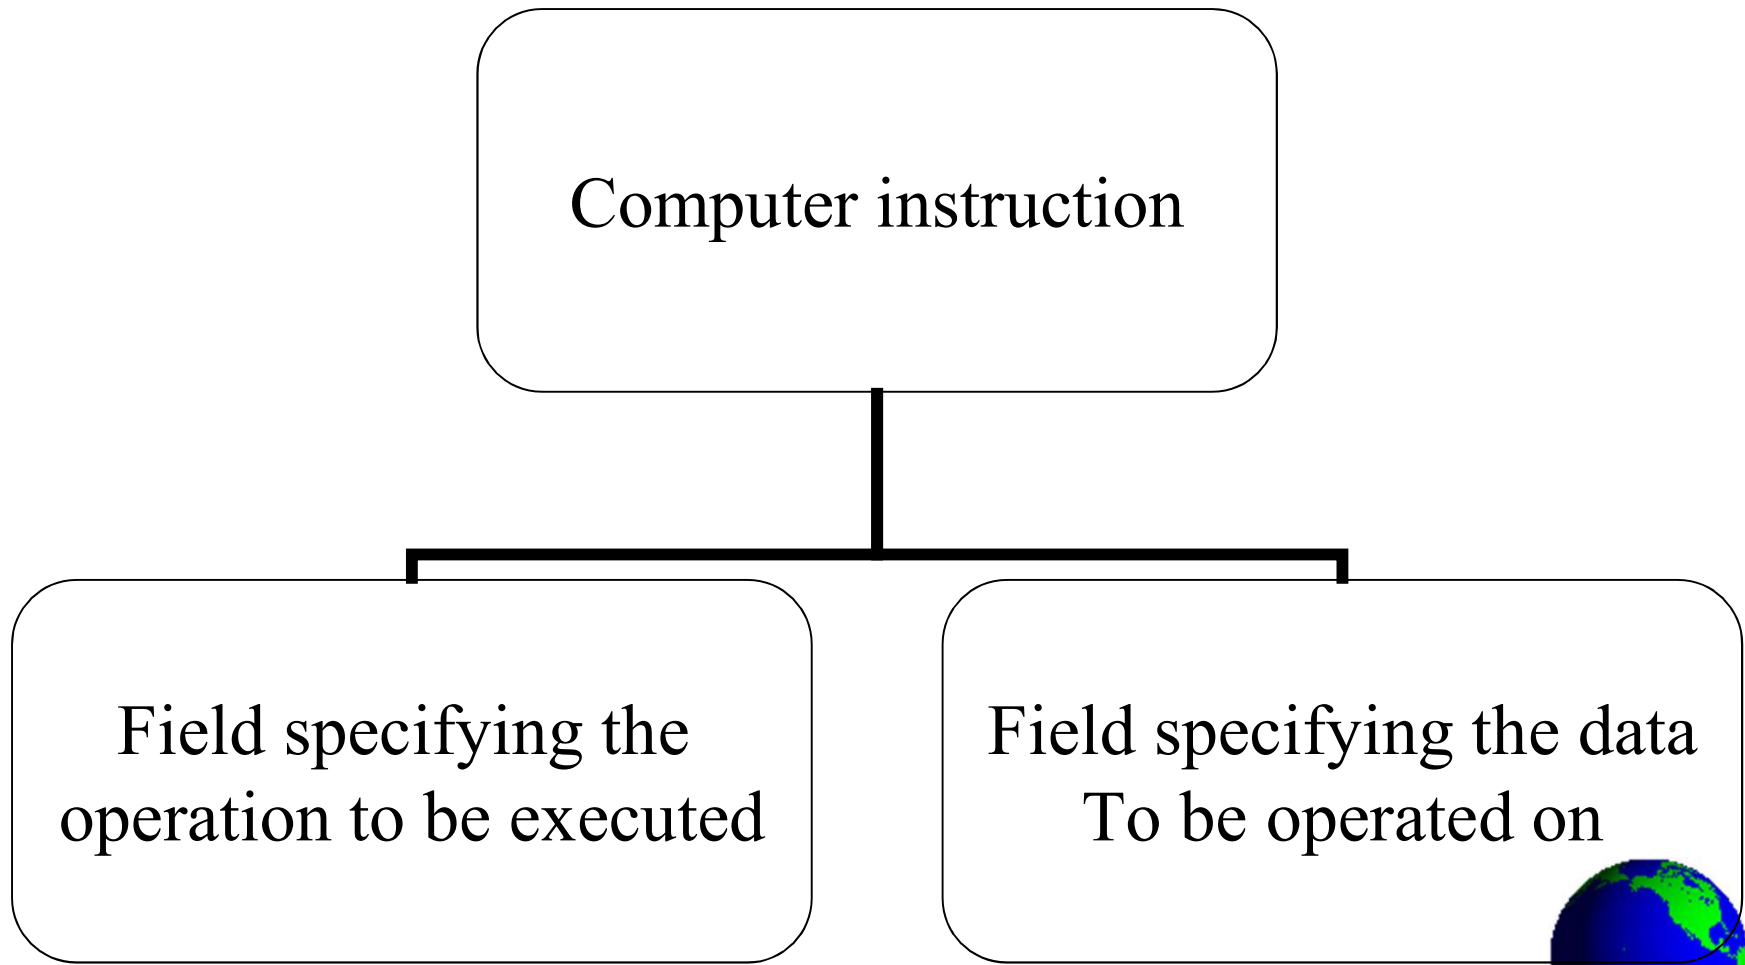 Computer instruction
Field specifying the
operation to be executed
Field specifying the data
To be operated on